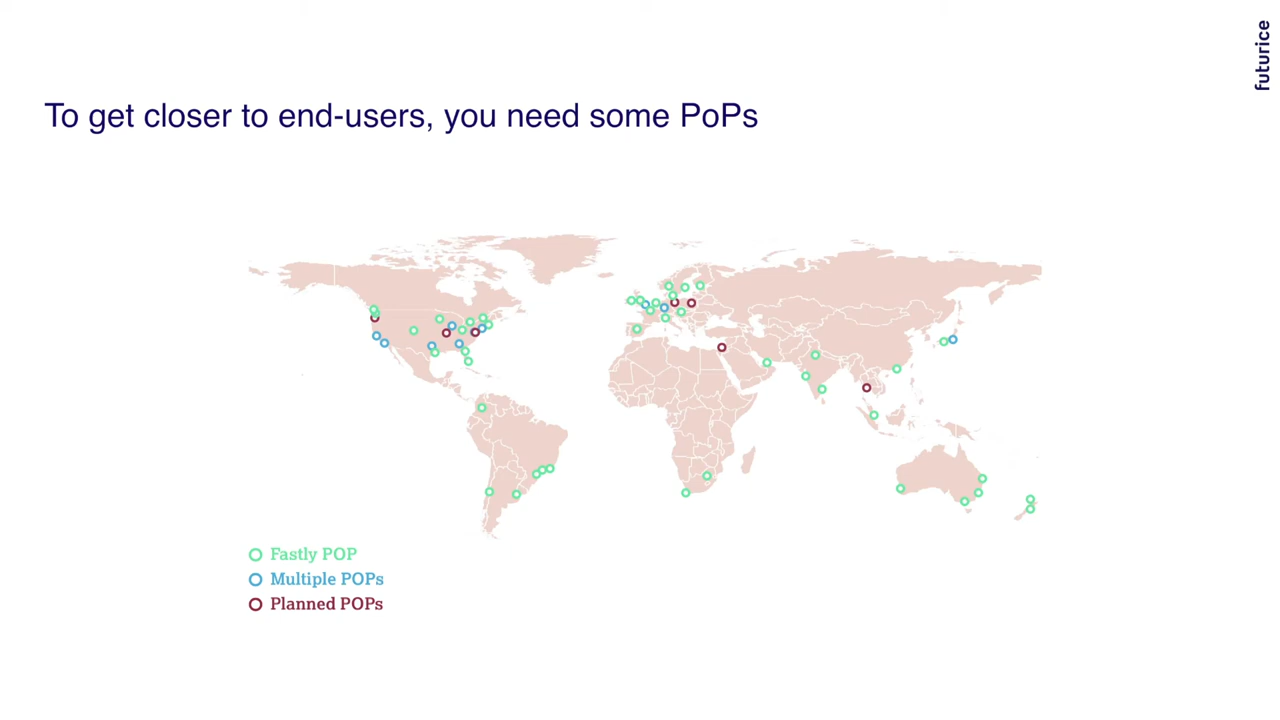 futurice
To get closer to end-users, you need some PoPs
Fastly POP
Multiple POPs
Planned POPs